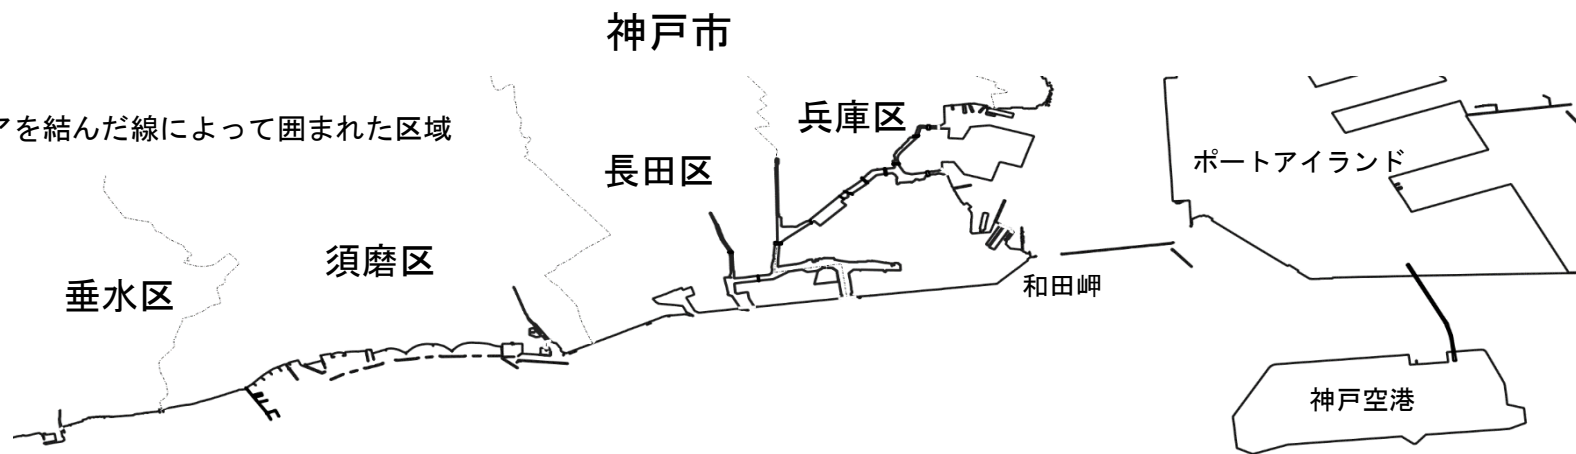 神戸市
アを結んだ線によって囲まれた区域
兵庫区
長田区
ポートアイランド
須磨区
垂水区
和田岬
神戸空港